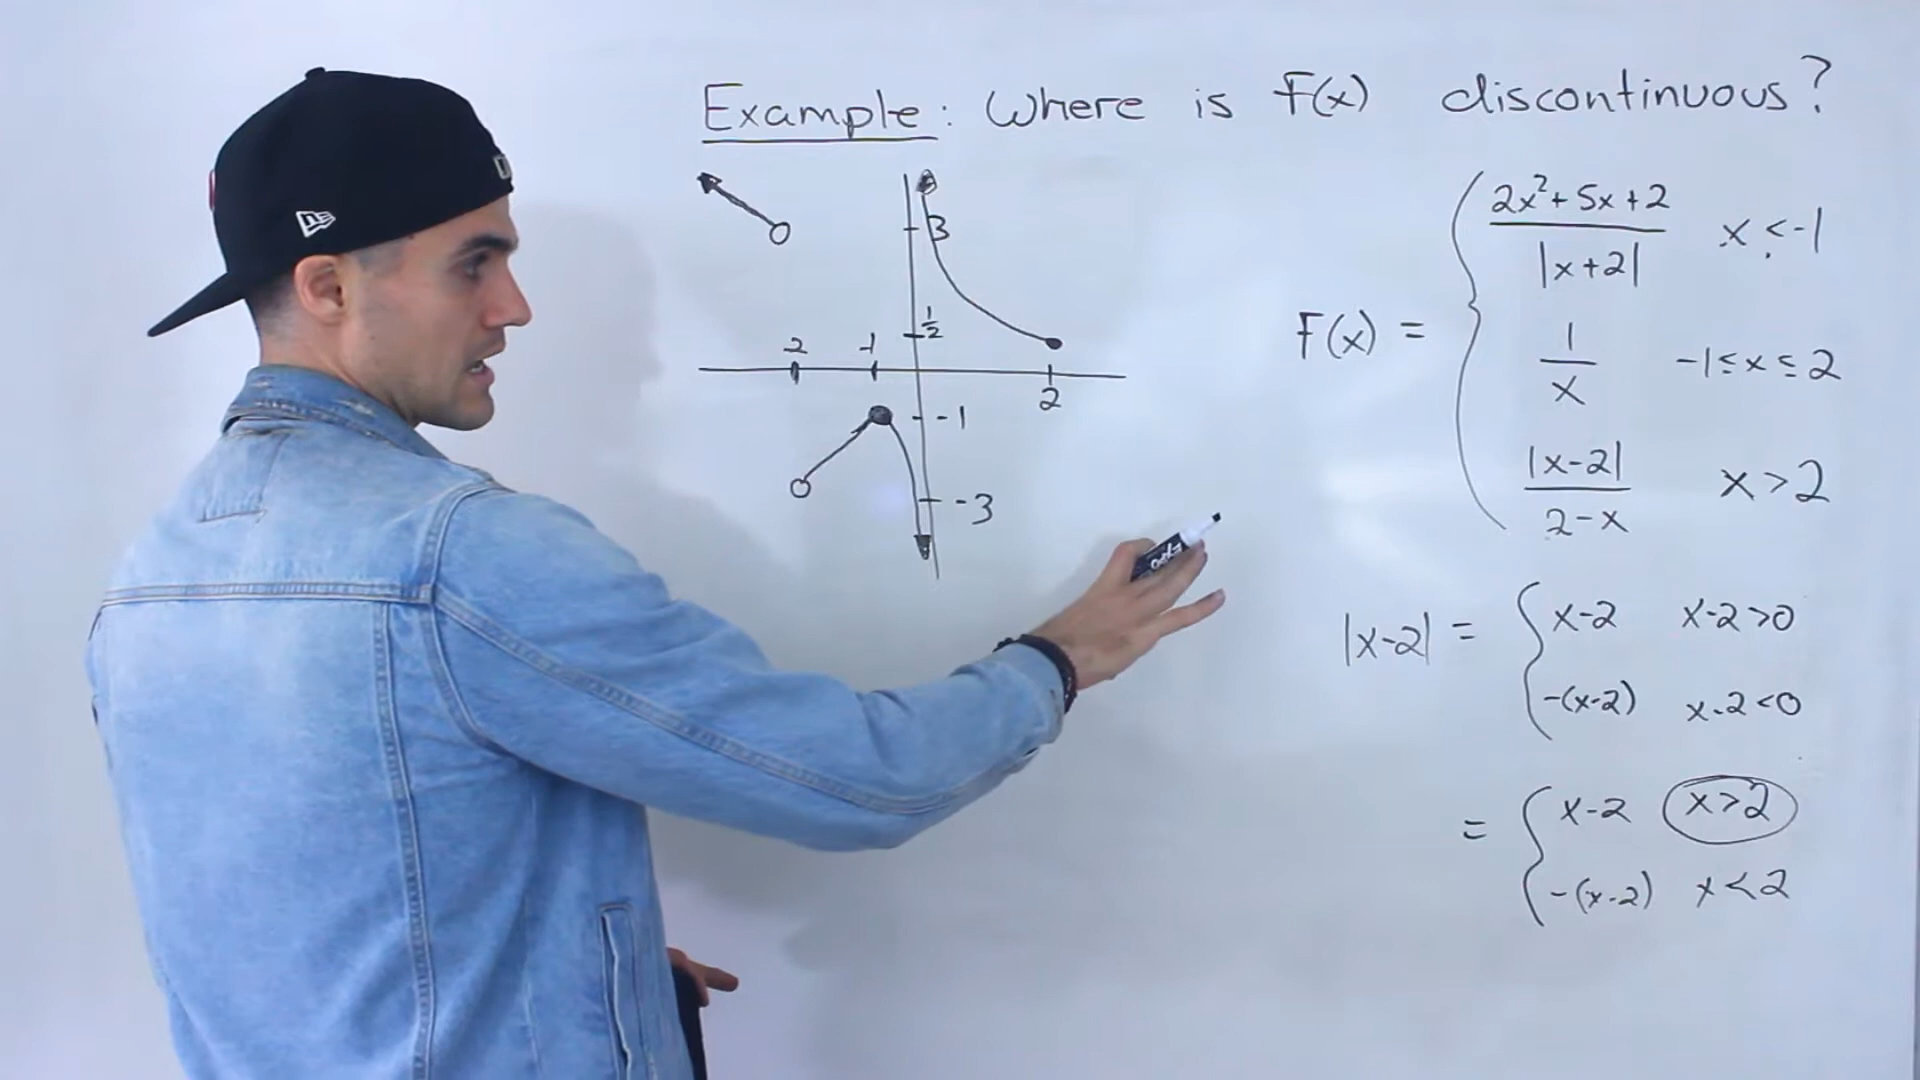 Example: Where is F(x) discontinuous?
3
1/2
-2 -1
2
-1
-3
F(x) = { (2x²+5x+2)/|x+2| x<-1
1/x -1≤x≤2
|x-2|/(2-x) x>2
|x-2| = { x-2 x-2>0
-(x-2) x-2<0
= { x-2 x>2
-(x-2) x<2
Expo